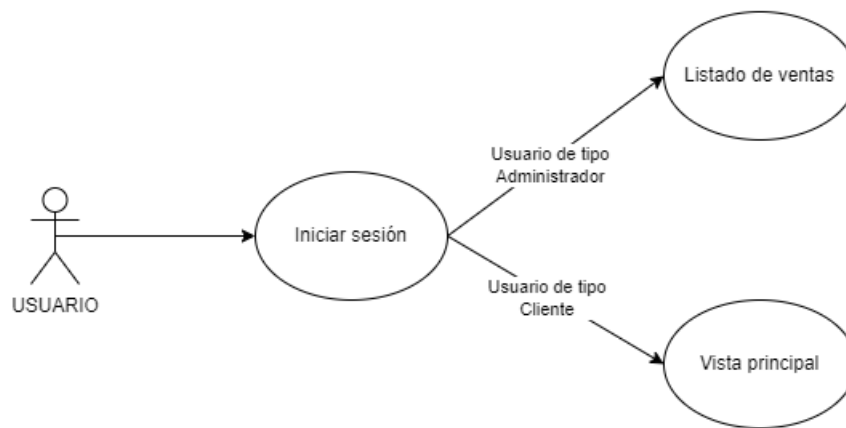 Listado de ventas
Usuario de tipo
Administrador
Iniciar sesión
USUARIO
Usuario de tipo
Cliente
Vista principal